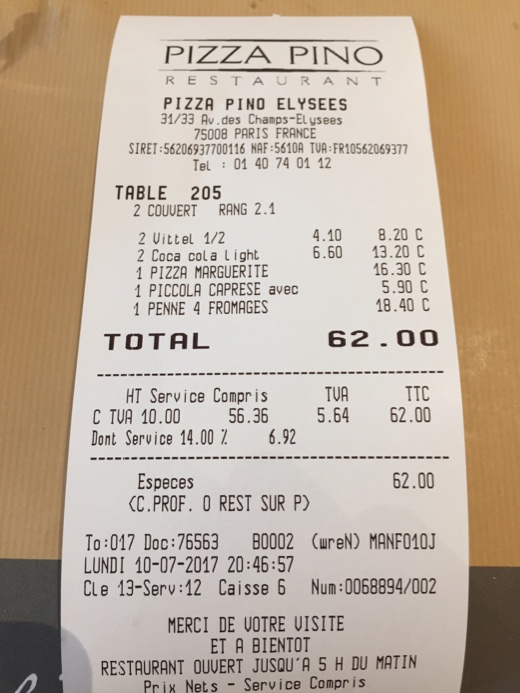 PIZZA PINO
RESTAURANT
PIZZA PINO ELYSEES
31/33 Av.des Champs-Elysees
75008 PARIS FRANCE
SIRET:56206937700116 NAF:5610A TVA:FR10562069377
Tel : 01 40 74 01 12
TABLE 205
2 COUVERT RANG 2.1
2 Vittel 1/2 4.10 8.20 C
2 Coca cola light 6.60 13.20 C
1 PIZZA MARGUERITE 16.30 C
1 PICCOLA CAPRESE avec 5.90 C
1 PENNE 4 FROMAGES 18.40 C
TOTAL 62.00
HT Service Compris TVA TTC
C TVA 10.00 56.36 5.64 62.00
Dont Service 14.00 % 6.92
Especes 62.00
(C.PROF. O REST SUR P)
To:017 Doc:76563 B0002 (wreN) MANF010J
LUNDI 10-07-2017 20:46:57
Cle 13-Serv:12 Caisse 6 Num:0068894/002
MERCI DE VOTRE VISITE
ET A BIENTOT
RESTAURANT OUVERT JUSQU'A 5 H DU MATIN
Prix Nets - Service Compris